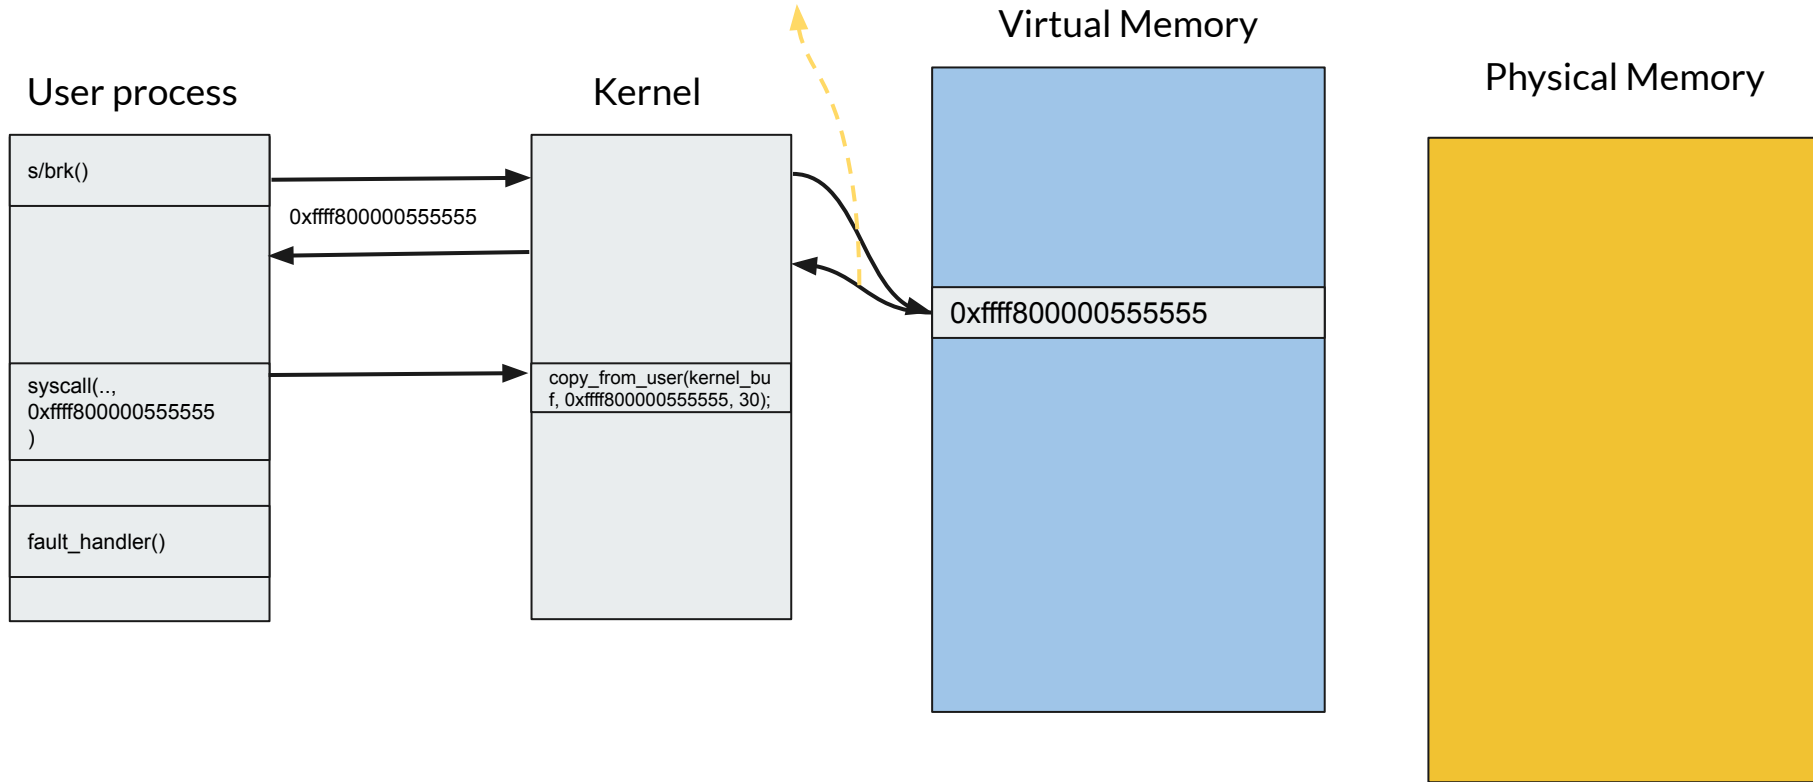 Virtual Memory
User process
Kernel
Physical Memory
s/brk()
0xffff800000555555
0xffff800000555555
syscall(..,
0xffff800000555555
)
copy_from_user(kernel_bu
f, 0xffff800000555555, 30);
fault_handler()